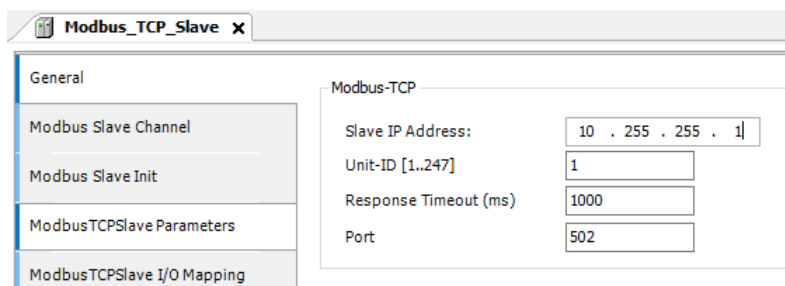 Modbus_TCP_Slave x
General
Modbus Slave Channel
Modbus Slave Init
ModbusTCPSlave Parameters
ModbusTCPSlave I/O Mapping
Modbus-TCP
Slave IP Address: 10 . 255 . 255 . 1
Unit-ID [1..247] 1
Response Timeout (ms) 1000
Port 502